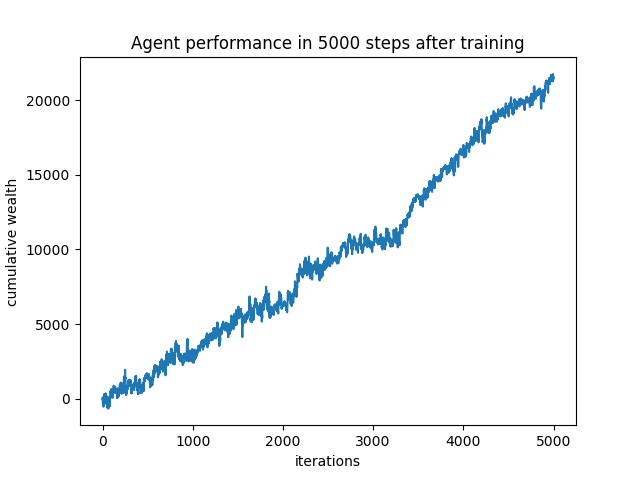 Agent performance in 5000 steps after training
cumulative wealth
20000
15000
10000
5000
0
0 1000 2000 3000 4000 5000
iterations